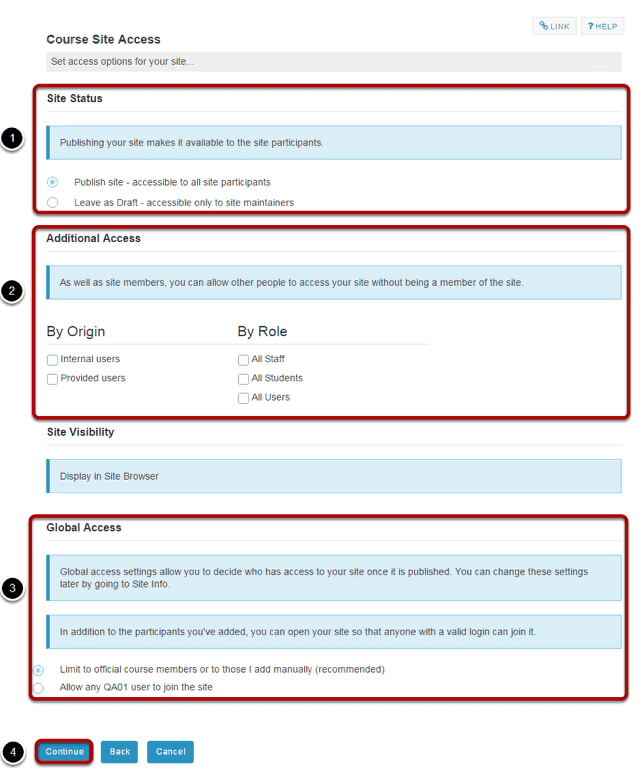 LINK
? HELP
Course Site Access
Set access options for your site...
Site Status
1
Publishing your site makes it available to the site participants.
Publish site - accessible to all site participants
Leave as Draft - accessible only to site maintainers
Additional Access
2
As well as site members, you can allow other people to access your site without being a member of the site.
By Origin
By Role
Internal users
All Staff
Provided users
All Students
All Users
Site Visibility
Display in Site Browser
Global Access
Global access settings allow you to decide who has access to your site once it is published. You can change these settings
later by going to Site Info.
3
In addition to the participants you've added, you can open your site so that anyone with a valid login can join it.
Limit to official course members or to those I add manually (recommended)
Allow any QA01 user to join the site
4
Continue
Back
Cancel